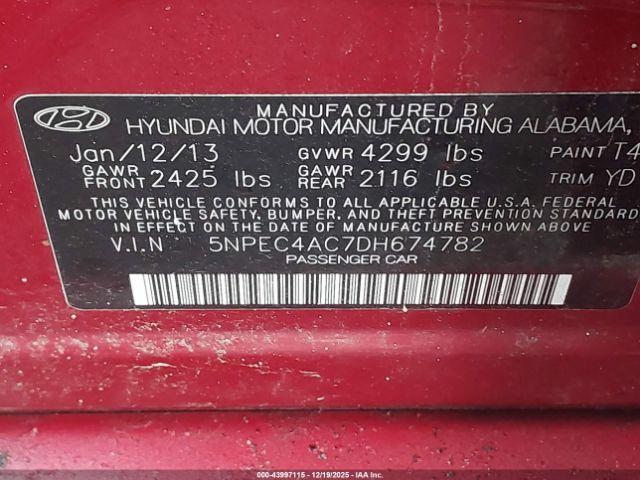 MANUFACTURED BY
HYUNDAI MOTOR MANUFACTURING ALABAMA,
Jan/12/13 GVWR 4299 lbs PAINT T4
GAWR FRONT 2425 lbs GAWR REAR 2116 lbs TRIM YD
THIS VEHICLE CONFORMS TO ALL APPLICABLE U.S.A. FEDERAL
MOTOR VEHICLE SAFETY, BUMPER, AND THEFT PREVENTION STANDARD
IN EFFECT ON THE DATE OF MANUFACTURE SHOWN ABOVE.
V.I.N 5NPEC4AC7DH674782
PASSENGER CAR
000-43997115 - 12/19/2025 - IAA Inc.